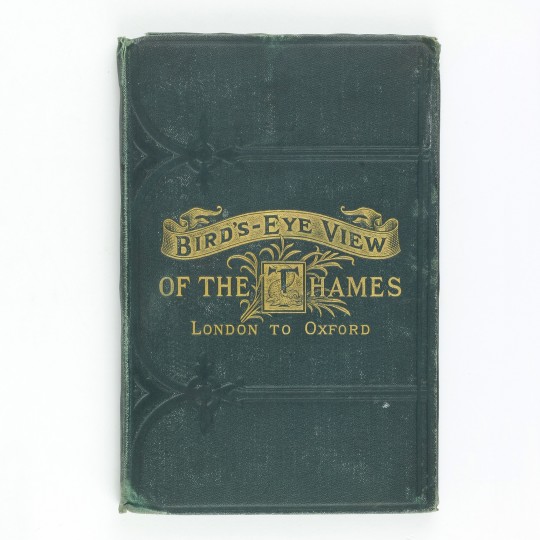 BIRD'S-EYE VIEW
OF THE THAMES
LONDON TO OXFORD